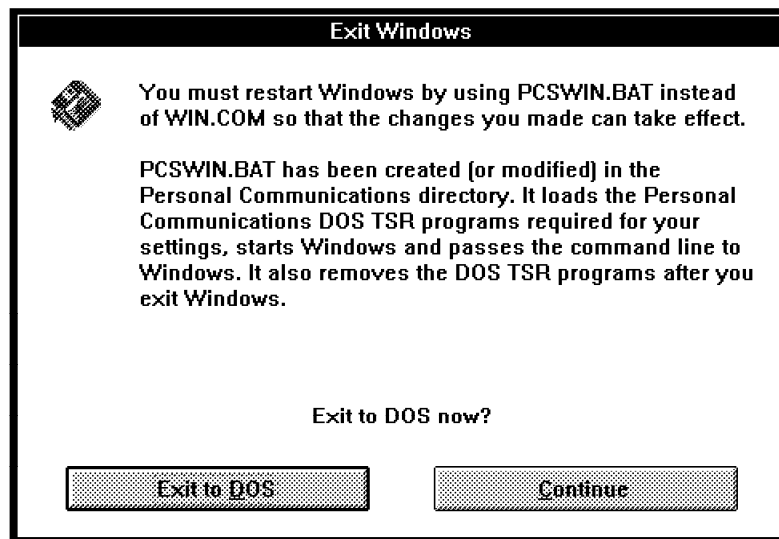 Exit Windows
You must restart Windows by using PCSWIN.BAT instead
of WIN.COM so that the changes you made can take effect.
PCSWIN.BAT has been created (or modified) in the
Personal Communications directory. It loads the Personal
Communications DOS TSR programs required for your
settings, starts Windows and passes the command line to
Windows. It also removes the DOS TSR programs after you
exit Windows.
Exit to DOS now?
Exit to DOS
Continue